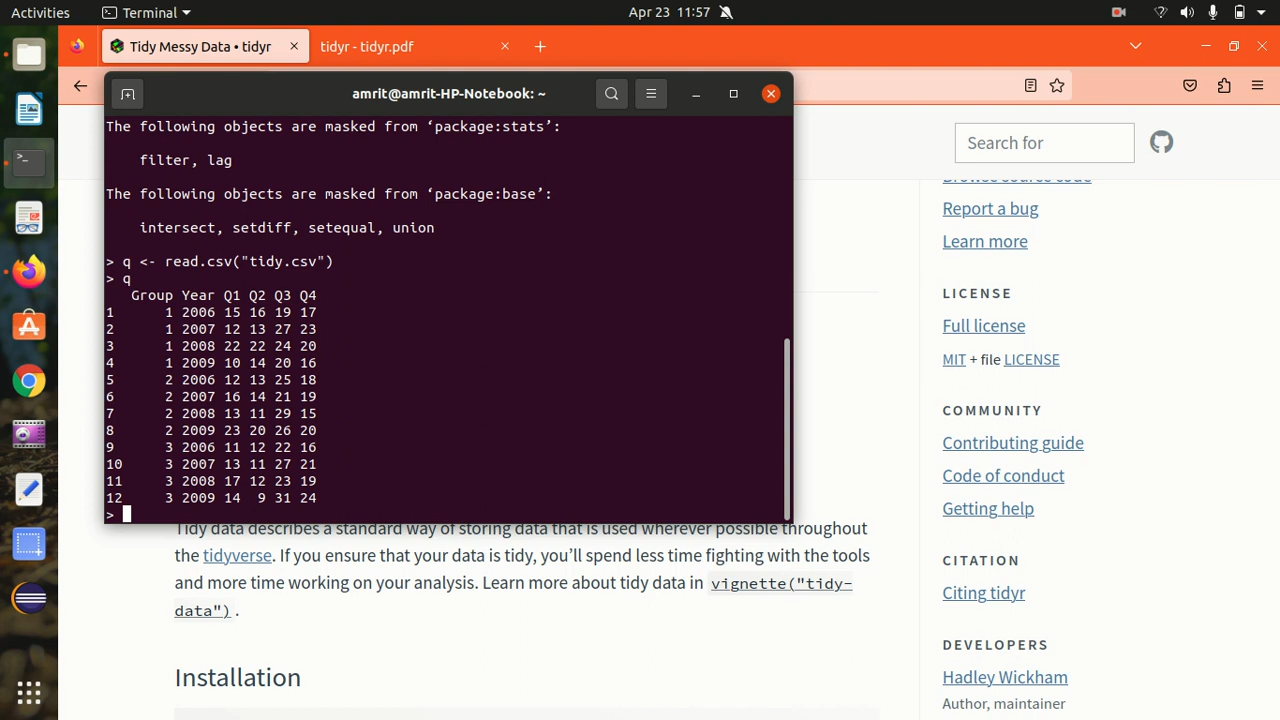 Activities
Terminal
Apr 23 11:57
Tidy Messy Data • tidyr
tidyr - tidyr.pdf
amrit@amrit-HP-Notebook: ~
The following objects are masked from ‘package:stats’:
filter, lag
The following objects are masked from ‘package:base’:
intersect, setdiff, setequal, union
> q <- read.csv("tidy.csv")
> q
Group Year Q1 Q2 Q3 Q4
1 1 2006 15 16 19 17
2 1 2007 12 13 27 23
3 1 2008 22 22 24 20
4 1 2009 10 14 20 16
5 2 2006 12 13 25 18
6 2 2007 16 14 21 19
7 2 2008 13 11 29 15
8 2 2009 23 20 26 20
9 3 2006 11 12 22 16
10 3 2007 13 11 27 21
11 3 2008 17 12 23 19
12 3 2009 14 9 31 24
>
Tidy data describes a standard way of storing data that is used wherever possible throughout
the tidyverse. If you ensure that your data is tidy, you’ll spend less time fighting with the tools
and more time working on your analysis. Learn more about tidy data in vignette("tidy-
data") .
Installation
Search for
Browse source code
Report a bug
Learn more
LICENSE
Full license
MIT + file LICENSE
COMMUNITY
Contributing guide
Code of conduct
Getting help
CITATION
Citing tidyr
DEVELOPERS
Hadley Wickham
Author, maintainer